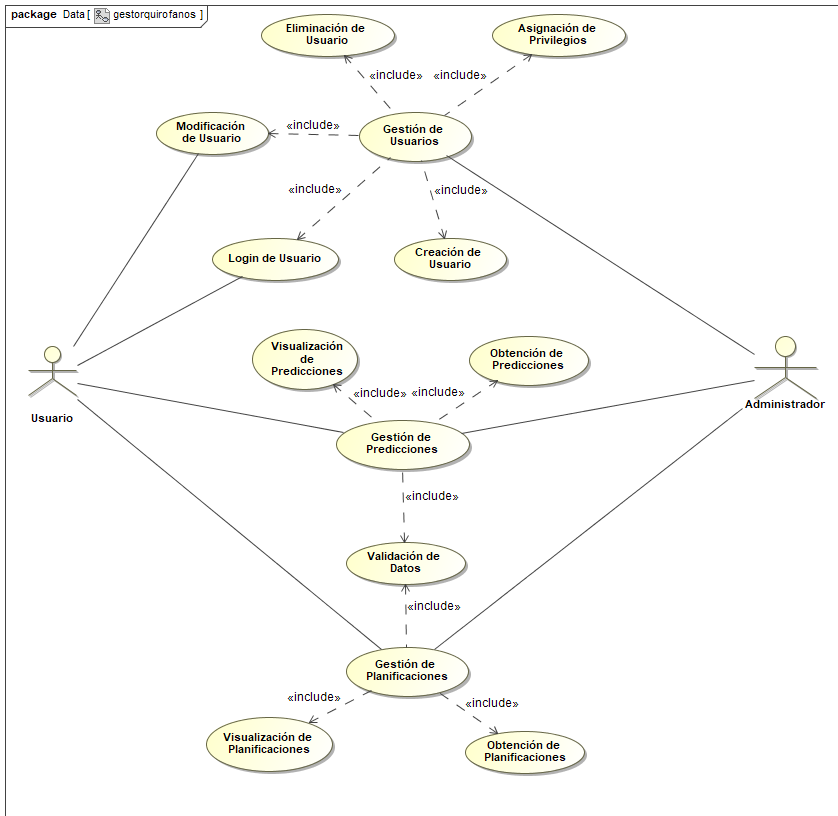 package Data [ gestorquirofanos ]
Eliminación de
Usuario
Asignación de
Privilegios
«include»
«include»
Modificación
de Usuario
«include»
Gestión de
Usuarios
«include»
«include»
Login de Usuario
Creación de
Usuario
Visualización
de
Predicciones
Obtención de
Predicciones
«include»
«include»
Usuario
Administrador
Gestión de
Predicciones
«include»
Validación de
Datos
«include»
Gestión de
Planificaciones
«include»
«include»
Visualización de
Planificaciones
Obtención de
Planificaciones